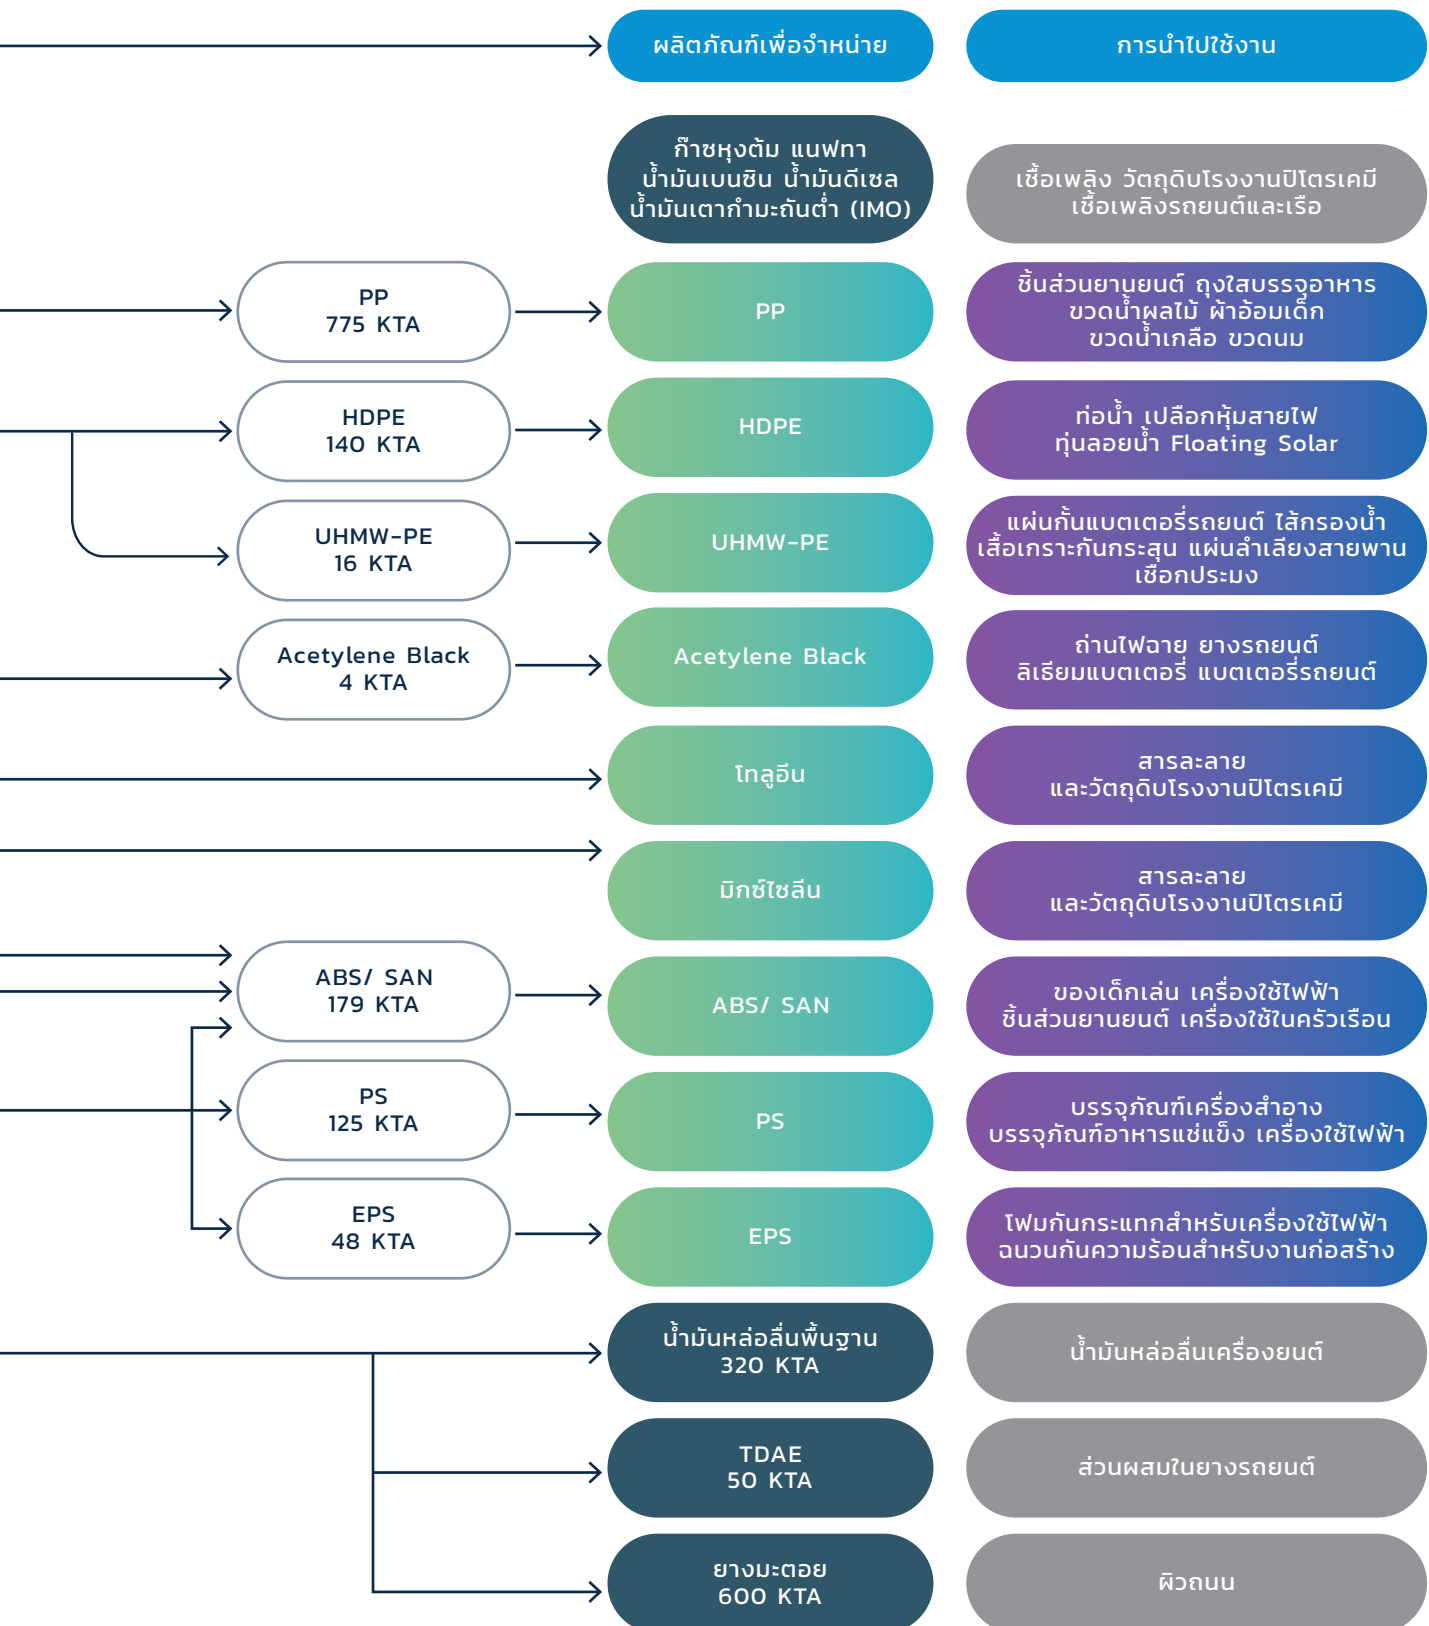 ผลิตภัณฑ์เพื่อจำหน่าย
การนำไปใช้งาน
ก๊าซหุงต้ม แนฟทา
น้ำมันเบนซิน น้ำมันดีเซล
น้ำมันเตากำมะถันต่ำ (IMO)
เชื้อเพลิง วัตถุดิบโรงงานปิโตรเคมี
เชื้อเพลิงรถยนต์และเรือ
PP
775 KTA
PP
ชิ้นส่วนยานยนต์ ถุงใสบรรจุอาหาร
ขวดน้ำผลไม้ ผ้าอ้อมเด็ก
ขวดน้ำเกลือ ขวดนม
HDPE
140 KTA
HDPE
ท่อน้ำ เปลือกหุ้มสายไฟ
ทุ่นลอยน้ำ Floating Solar
UHMW-PE
16 KTA
UHMW-PE
แผ่นกั้นแบตเตอรี่รถยนต์ ไส้กรองน้ำ
เสื้อเกราะกันกระสุน แผ่นลำเลียงสายพาน
เชือกประมง
Acetylene Black
4 KTA
Acetylene Black
ถ่านไฟฉาย ยางรถยนต์
ลิเธียมแบตเตอรี่ แบตเตอรี่รถยนต์
โทลูอีน
สารละลาย
และวัตถุดิบโรงงานปิโตรเคมี
มิกซ์ไซลีน
สารละลาย
และวัตถุดิบโรงงานปิโตรเคมี
ABS/ SAN
179 KTA
ABS/ SAN
ของเด็กเล่น เครื่องใช้ไฟฟ้า
ชิ้นส่วนยานยนต์ เครื่องใช้ในครัวเรือน
PS
125 KTA
PS
บรรจุภัณฑ์เครื่องสำอาง
บรรจุภัณฑ์อาหารแช่แข็ง เครื่องใช้ไฟฟ้า
EPS
48 KTA
EPS
โฟมกันกระแทกสำหรับเครื่องใช้ไฟฟ้า
ฉนวนกันความร้อนสำหรับงานก่อสร้าง
น้ำมันหล่อลื่นพื้นฐาน
320 KTA
น้ำมันหล่อลื่นเครื่องยนต์
TDAE
50 KTA
ส่วนผสมในยางรถยนต์
ยางมะตอย
600 KTA
ผิวถนน